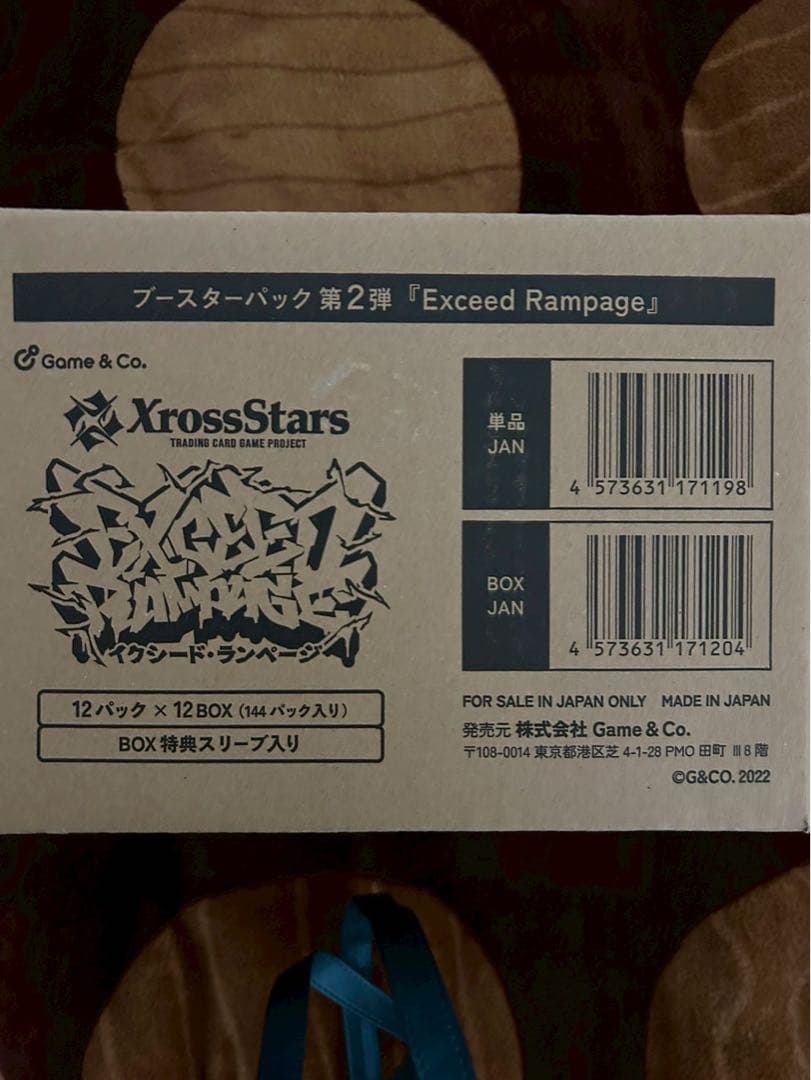 ブースターパック 第2弾『Exceed Rampage』
Game & Co.
XrossStars
TRADING CARD GAME PROJECT
EXCEED
RAMPAGE
イクシード・ランページ
12パック × 12BOX（144パック入り）
BOX特典スリーブ入り
単品
JAN
4 573631 171198
BOX
JAN
4 573631 171204
FOR SALE IN JAPAN ONLY MADE IN JAPAN
発売元 株式会社 Game & Co.
〒108-0014 東京都港区芝 4-1-28 PMO 田町 Ⅲ 8 階
©G&CO. 2022